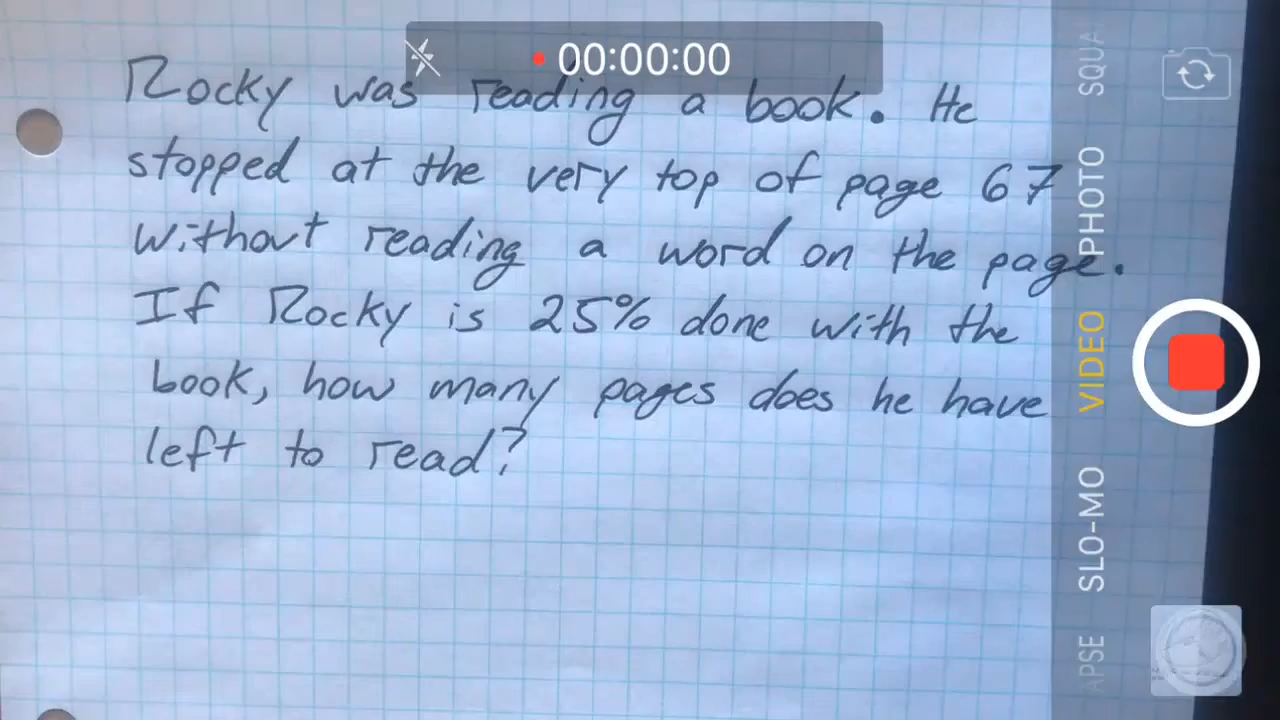 00:00:00
Rocky was reading a book. He
stopped at the very top of page 67
without reading a word on the page.
If Rocky is 25% done with the
book, how many pages does he have
left to read?
SQUA
PHOTO
VIDEO
SLO-MO
APSE